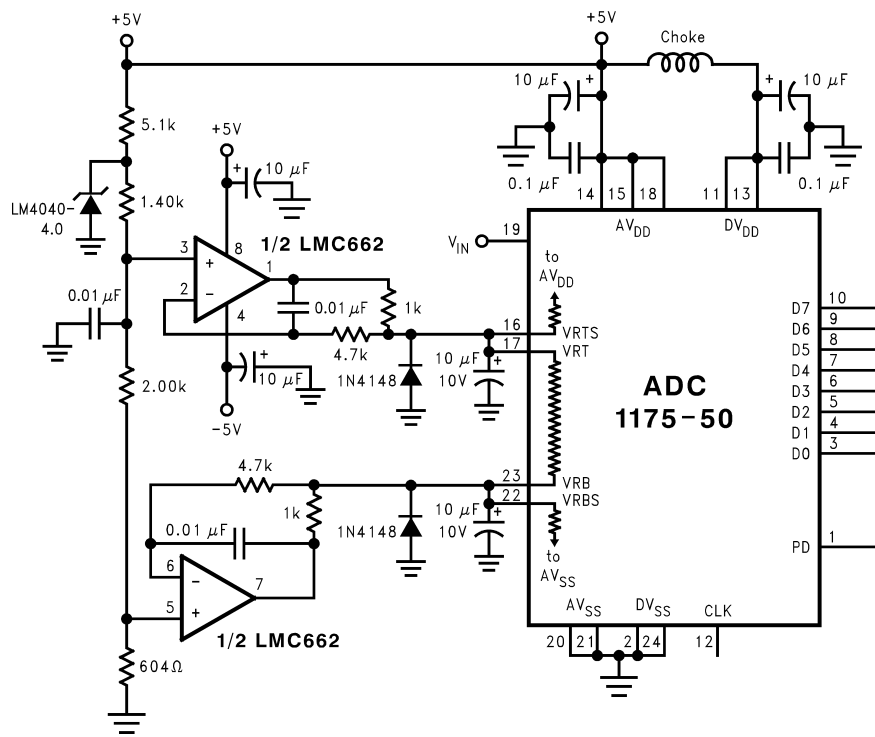 +5V
+5V
Choke
10 µF
+
+
10 µF
5.1k
+5V
+
10 µF
0.1 µF
0.1 µF
14
15
18
11
13
LM4040-
4.0
1.40k
AVDD
DVDD
19
VIN
3
8
1/2 LMC662
+
1
to
AVDD
2
−
4
0.01 µF
0.01 µF
1k
D7
10
16
VRTS
D6
9
17
VRT
D5
8
4.7k
+
10 µF
1N4148
10 µF
10V
+
D4
7
2.00k
ADC
1175-50
D3
6
D2
5
−5V
D1
4
D0
3
4.7k
23
VRB
22
VRBS
1k
0.01 µF
1N4148
10 µF
10V
+
PD
1
to
AVSS
6
−
7
5
+
1/2 LMC662
AVSS
DVSS
CLK
20
21
2
24
12
604Ω